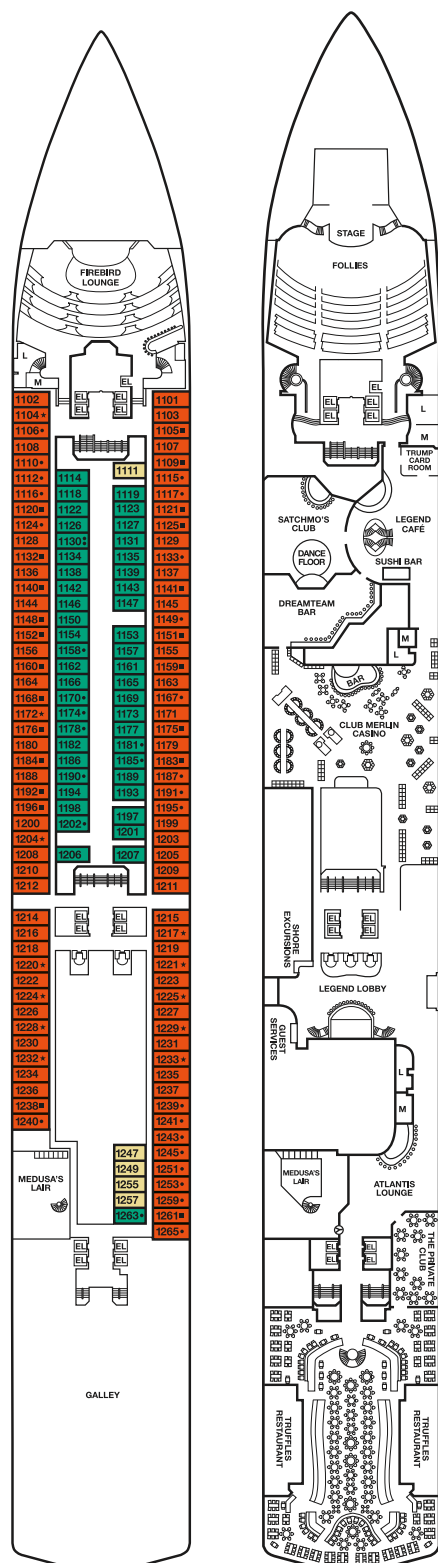 FIREBIRD
LOUNGE
L
M
EL
EL
EL
EL
EL
1102
1104★
1106•
1108
1110•
1112•
1116•
1120■
1124•
1128
1132■
1136
1140■
1144
1148■
1152■
1156
1160■
1164
1168■
1172★
1176■
1180
1184■
1188
1192■
1196■
1200
1204★
1208
1210
1212
1114
1118
1122
1126
1130
1134
1138
1142
1146
1150
1154
1158•
1162
1166
1170•
1174•
1178•
1182
1186
1190•
1194
1198
1202•
1206
1111
1119
1123
1127
1131
1135
1139
1143
1147
1153
1157
1161
1165
1169
1173
1177
1181•
1185•
1189
1193
1197
1201
1207
1101
1103
1105■
1107
1109■
1115•
1117•
1121■
1125■
1129
1133•
1137
1141■
1145
1149•
1151■
1155
1159■
1163
1167•
1171
1175■
1179
1183■
1187•
1191•
1195•
1199
1203
1205
1209
1211
1214
1216
1218
1220★
1222
1224★
1226
1228★
1230
1232★
1234
1236
1238■
1240•
EL
EL
EL
EL
1215
1217★
1219
1221★
1223
1225★
1227
1229★
1231
1233★
1235
1237
1239•
1241•
1243•
1245•
1251•
1253•
1259•
1261■
1265•
1247
1249
1255
1257
1263•
MEDUSA'S
LAIR
EL
EL
EL
EL
GALLEY
STAGE
FOLLIES
EL
EL
EL
EL
EL
L
M
TRUMP
CARD
ROOM
SATCHMO'S
CLUB
LEGEND
CAFÉ
DANCE
FLOOR
SUSHI BAR
DREAMTEAM
BAR
M
L
BAR
CLUB MERLIN
CASINO
SHORE
EXCURSIONS
EL
EL
EL
EL
LEGEND LOBBY
GUEST
SERVICES
L
M
MEDUSA'S
LAIR
ATLANTIS
LOUNGE
EL
EL
EL
EL
THE PRIVATE
CLUB
TRUFFLES
RESTAURANT
TRUFFLES
RESTAURANT